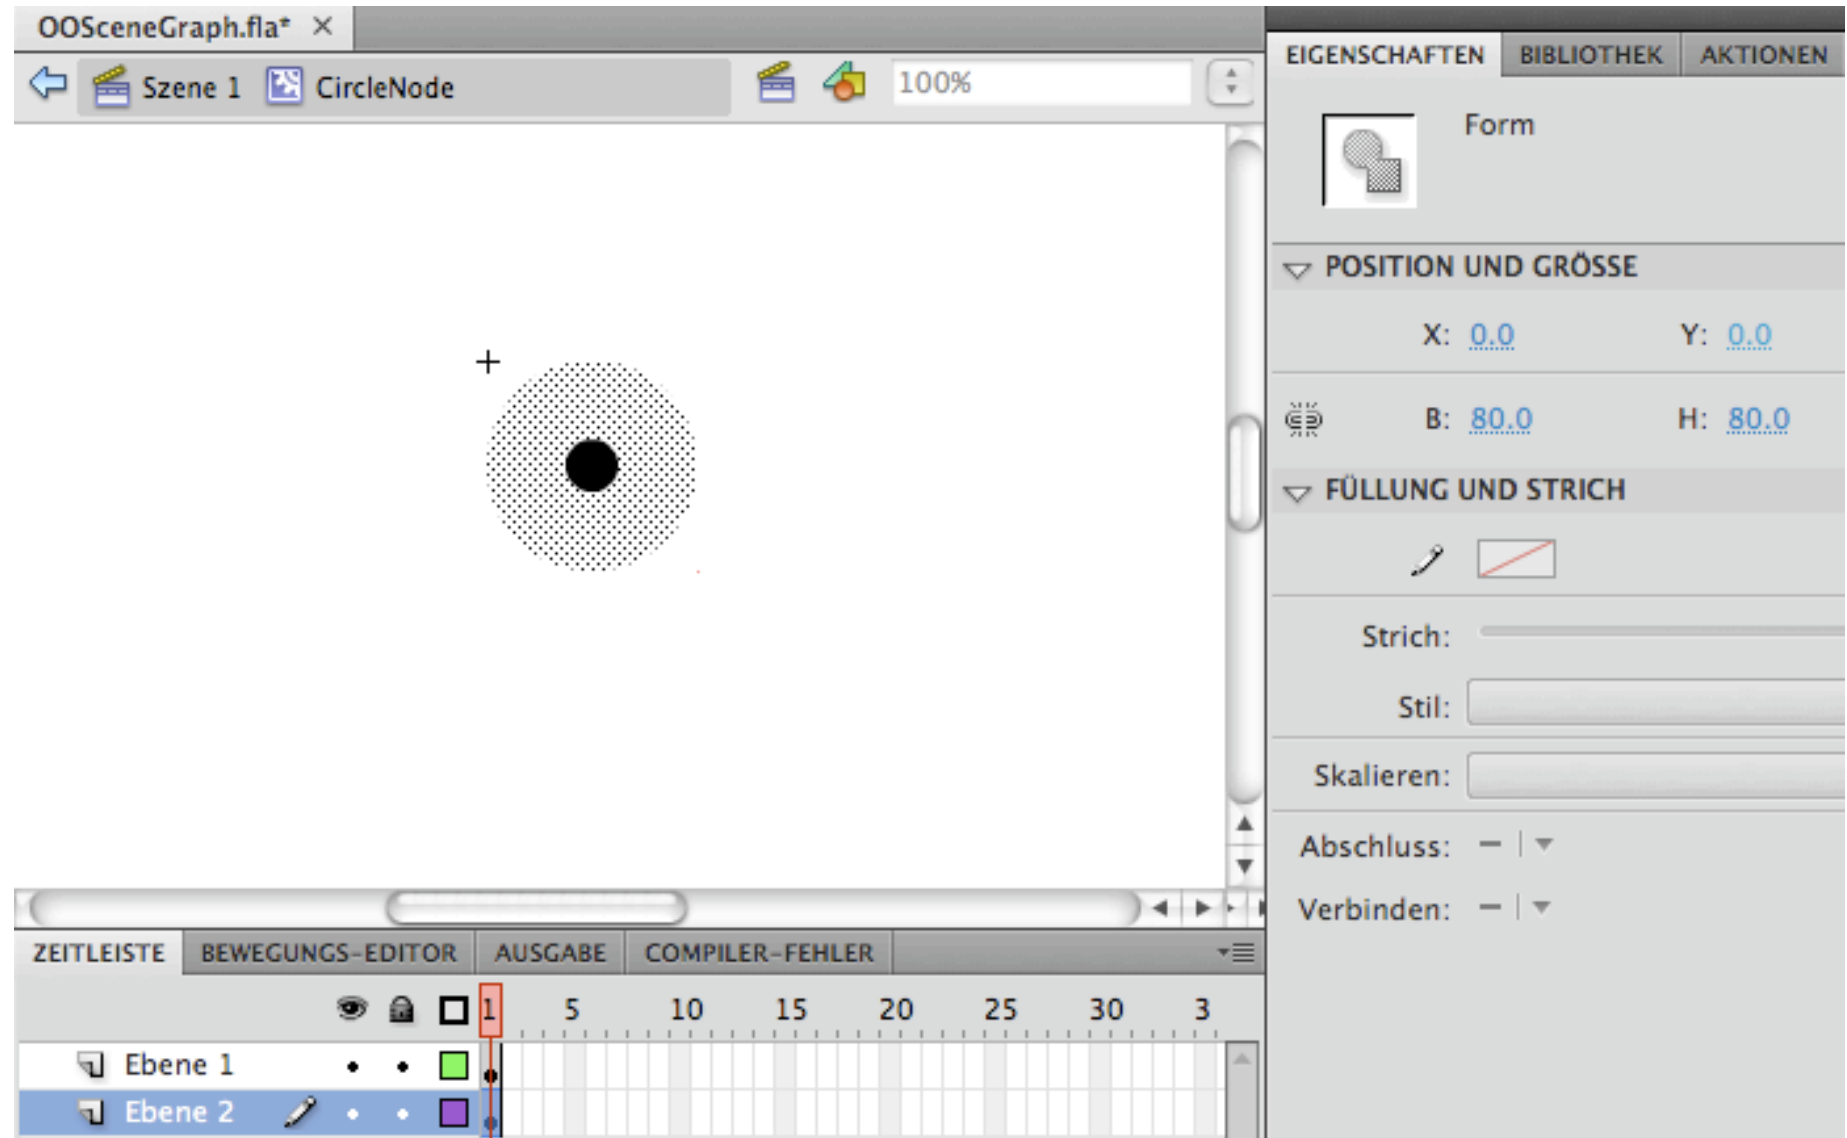 OOSceneGraph.fla* ×
Szene 1 CircleNode 100%
EIGENSCHAFTEN BIBLIOTHEK AKTIONEN
Form
POSITION UND GRÖSSE
X: 0.0 Y: 0.0
B: 80.0 H: 80.0
FÜLLUNG UND STRICH
Strich:
Stil:
Skalieren:
Abschluss:
Verbinden:
ZEITLEISTE BEWEGUNGS-EDITOR AUSGABE COMPILER-FEHLER
1 5 10 15 20 25 30 3
Ebene 1
Ebene 2